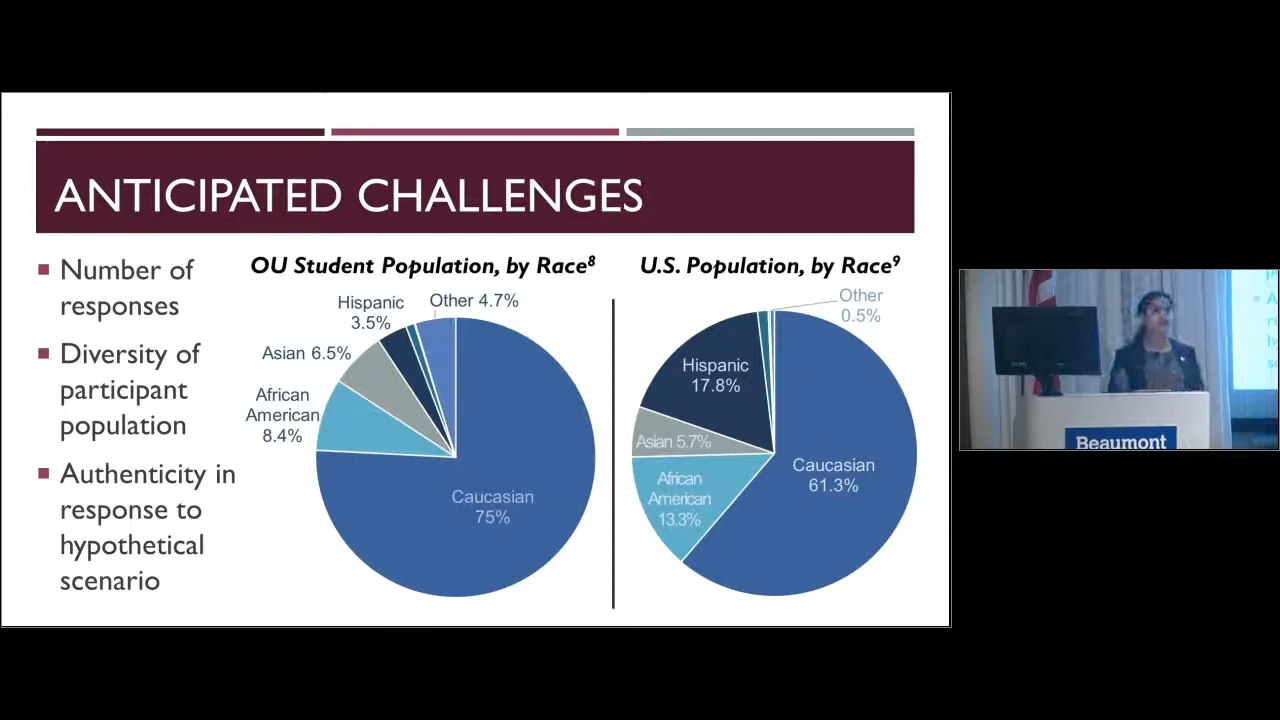 ANTICIPATED CHALLENGES
Number of
responses
Diversity of
participant
population
Authenticity in
response to
hypothetical
scenario
OU Student Population, by Race⁸
Hispanic
3.5%
Other 4.7%
Asian 6.5%
African
American
8.4%
Caucasian
75%
U.S. Population, by Race⁹
Other
0.5%
Hispanic
17.8%
Asian 5.7%
African
American
13.3%
Caucasian
61.3%
Beaumont